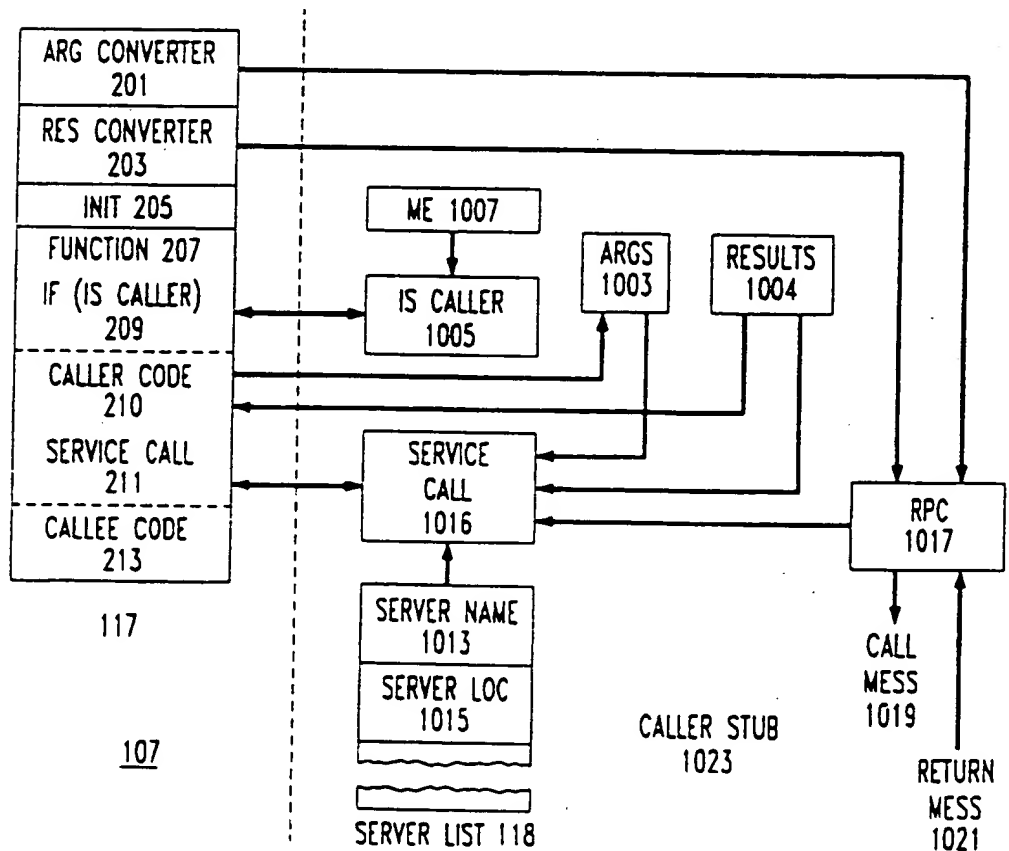 ARG CONVERTER
201
RES CONVERTER
203
INIT 205
FUNCTION 207
IF (IS CALLER)
209
CALLER CODE
210
SERVICE CALL
211
CALLEE CODE
213
117
107
ME 1007
IS CALLER
1005
ARGS
1003
RESULTS
1004
SERVICE
CALL
1016
SERVER NAME
1013
SERVER LOC
1015
SERVER LIST 118
RPC
1017
CALL
MESS
1019
RETURN
MESS
1021
CALLER STUB
1023